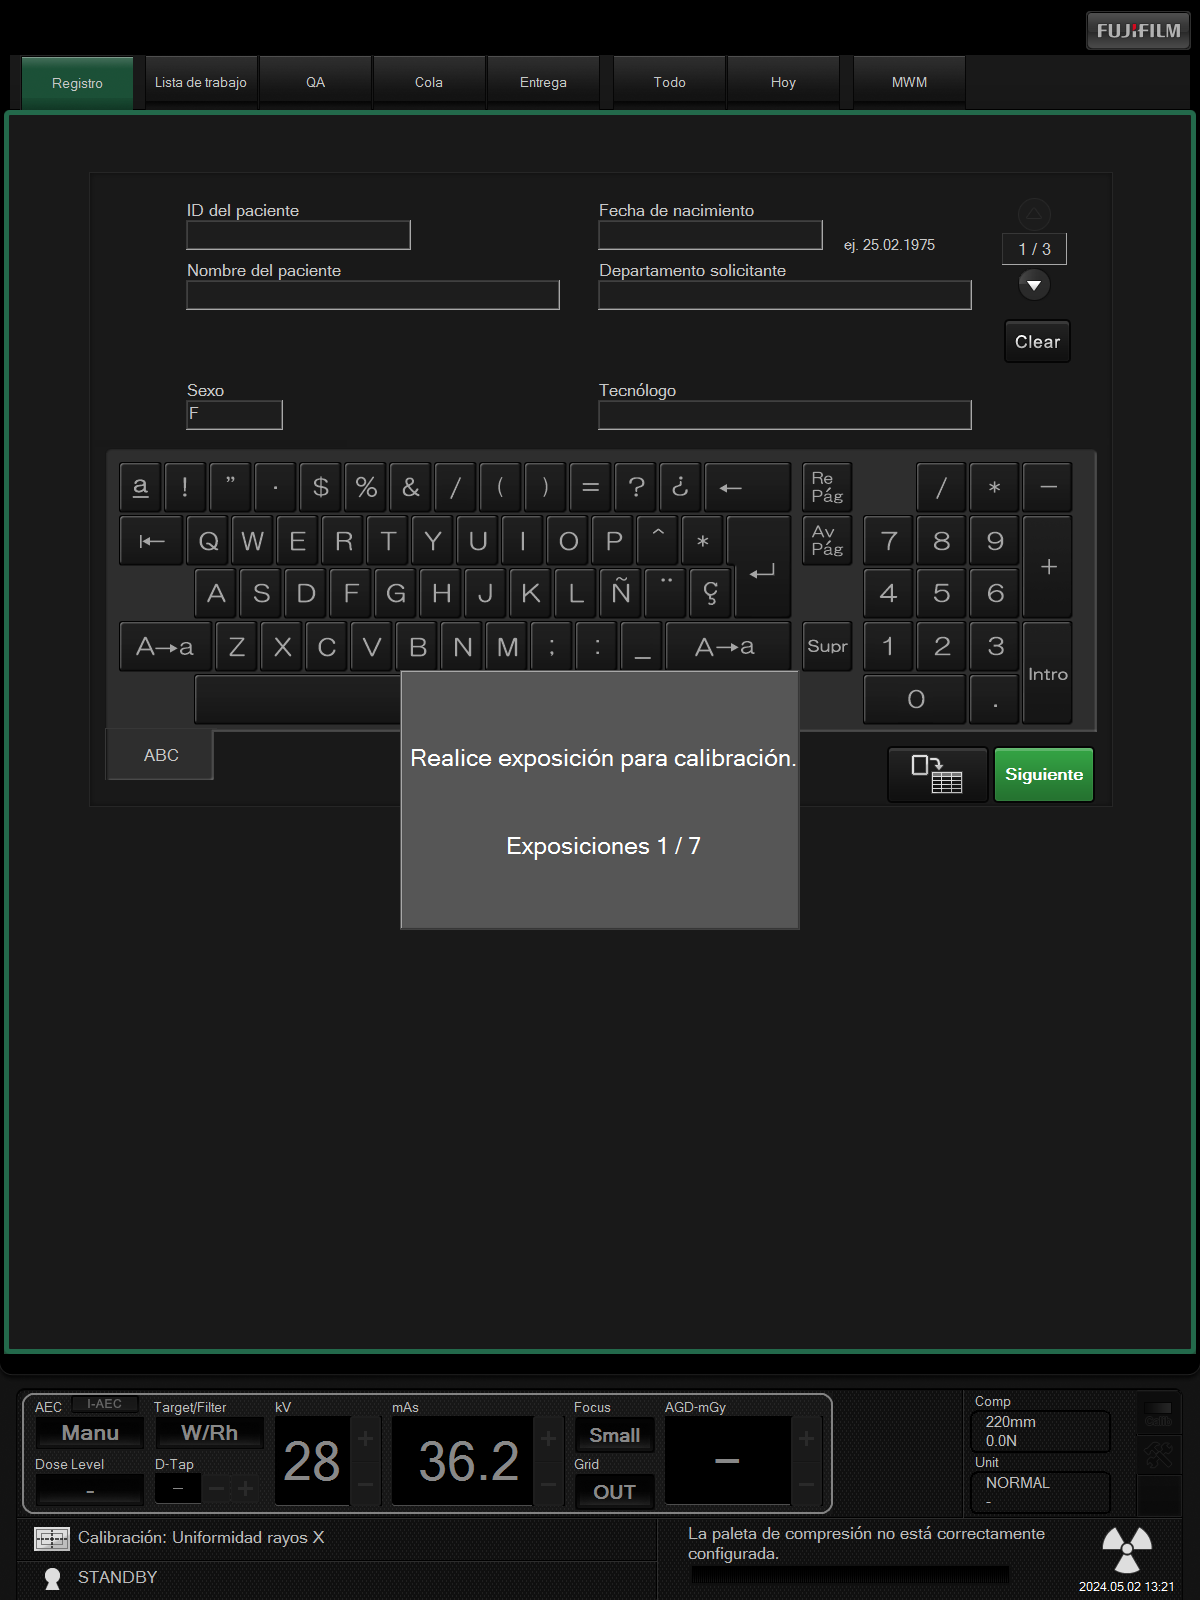 FUJIFILM
Registro
Lista de trabajo
QA
Cola
Entrega
Todo
Hoy
MWM
ID del paciente
Fecha de nacimiento
ej. 25.02.1975
1 / 3
Nombre del paciente
Departamento solicitante
Clear
Sexo
F
Tecnólogo
a ! " · $ % & / ( ) = ? ¿ ←
Re Pág
/ * −
Q W E R T Y U I O P ^ *
Av Pág
7 8 9 +
A S D F G H J K L Ñ ¨ Ç
4 5 6
A→a Z X C V B N M ; : _ A→a
Supr
1 2 3
Intro
0 .
ABC
Siguiente
Realice exposición para calibración.
Exposiciones 1 / 7
AEC I-AEC Target/Filter kV mAs Focus AGD-mGy
Manu W/Rh 28 36.2 Small −
Dose Level D-Tap Grid
- − − + OUT
Comp
220mm
0.0N
Unit
NORMAL
-
Calibración: Uniformidad rayos X
STANDBY
La paleta de compresión no está correctamente
configurada.
2024.05.02 13:21